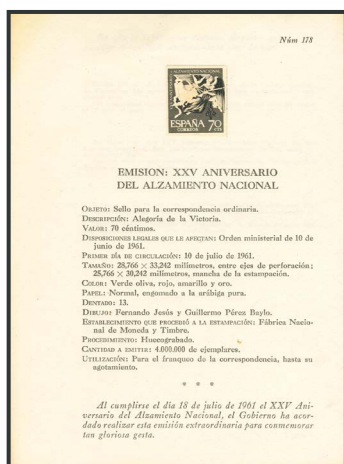 Núm 178
ALZAMIENTO NACIONAL
ESPAÑA 70
CORREOS CTS
EMISION: XXV ANIVERSARIO
DEL ALZAMIENTO NACIONAL
OBJETO: Sello para la correspondencia ordinaria.
DESCRIPCIÓN: Alegoría de la Victoria.
VALOR: 70 céntimos.
DISPOSICIONES LEGALES QUE LE AFECTAN: Orden ministerial de 10 de
junio de 1961.
PRIMER DÍA DE CIRCULACIÓN: 10 de julio de 1961.
TAMAÑO: 28,766 × 33,242 milímetros, entre ejes de perforación;
25,766 × 30,242 milímetros, mancha de la estampación.
COLOR: Verde oliva, rojo, amarillo y oro.
PAPEL: Normal, engomado a la arábiga pura.
DENTADO: 13.
DIBUJO: Fernando Jesús y Guillermo Pérez Baylo.
ESTABLECIMIENTO QUE PROCEDIÓ A LA ESTAMPACIÓN: Fábrica Nacio-
nal de Moneda y Timbre.
PROCEDIMIENTO: Huecograbado.
CANTIDAD A EMITIR: 4.000.000 de ejemplares.
UTILIZACIÓN: Para el franqueo de la correspondencia, hasta su
agotamiento.
* * *
Al cumplirse el día 18 de julio de 1961 el XXV Ani-
versario del Alzamiento Nacional, el Gobierno ha acor-
dado realizar esta emisión extraordinaria para conmemorar
tan gloriosa gesta.